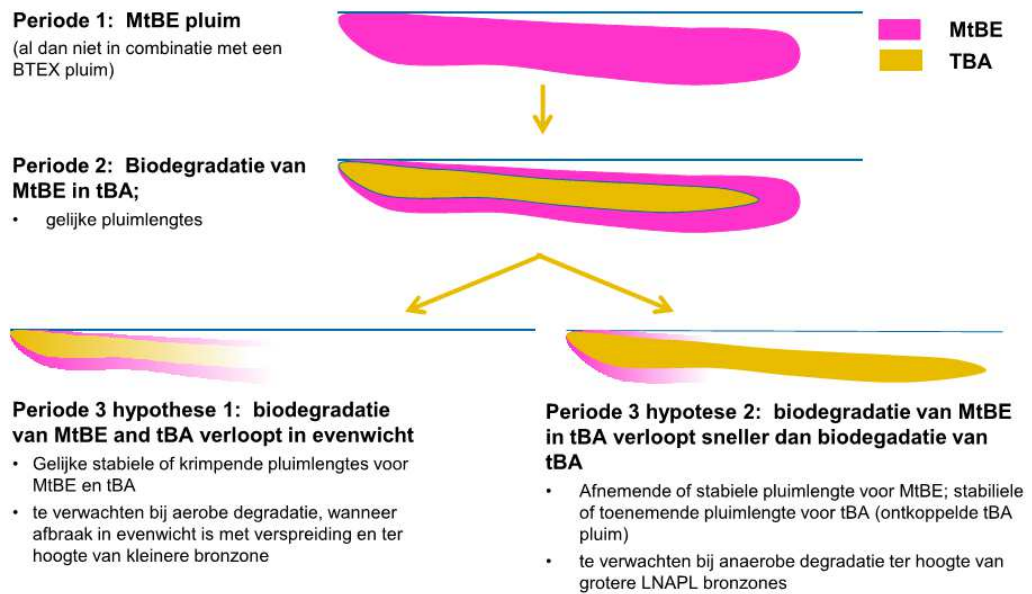 Periode 1: MtBE pluim
(al dan niet in combinatie met een
BTEX pluim)
MtBE
TBA
Periode 2: Biodegradatie van
MtBE in tBA;
• gelijke pluimlengtes
Periode 3 hypothese 1: biodegradatie
van MtBE and tBA verloopt in evenwicht
• Gelijke stabiele of krimpende pluimlengtes voor
MtBE en tBA
• te verwachten bij aerobe degradatie, wanneer
afbraak in evenwicht is met verspreiding en ter
hoogte van kleinere bronzone
Periode 3 hypotese 2: biodegradatie van MtBE
in tBA verloopt sneller dan biodegadatie van
tBA
• Afnemende of stabiele pluimlengte voor MtBE; stabiliele
of toenemende pluimlengte voor tBA (ontkoppelde tBA
pluim)
• te verwachten bij anaerobe degradatie ter hoogte van
grotere LNAPL bronzones